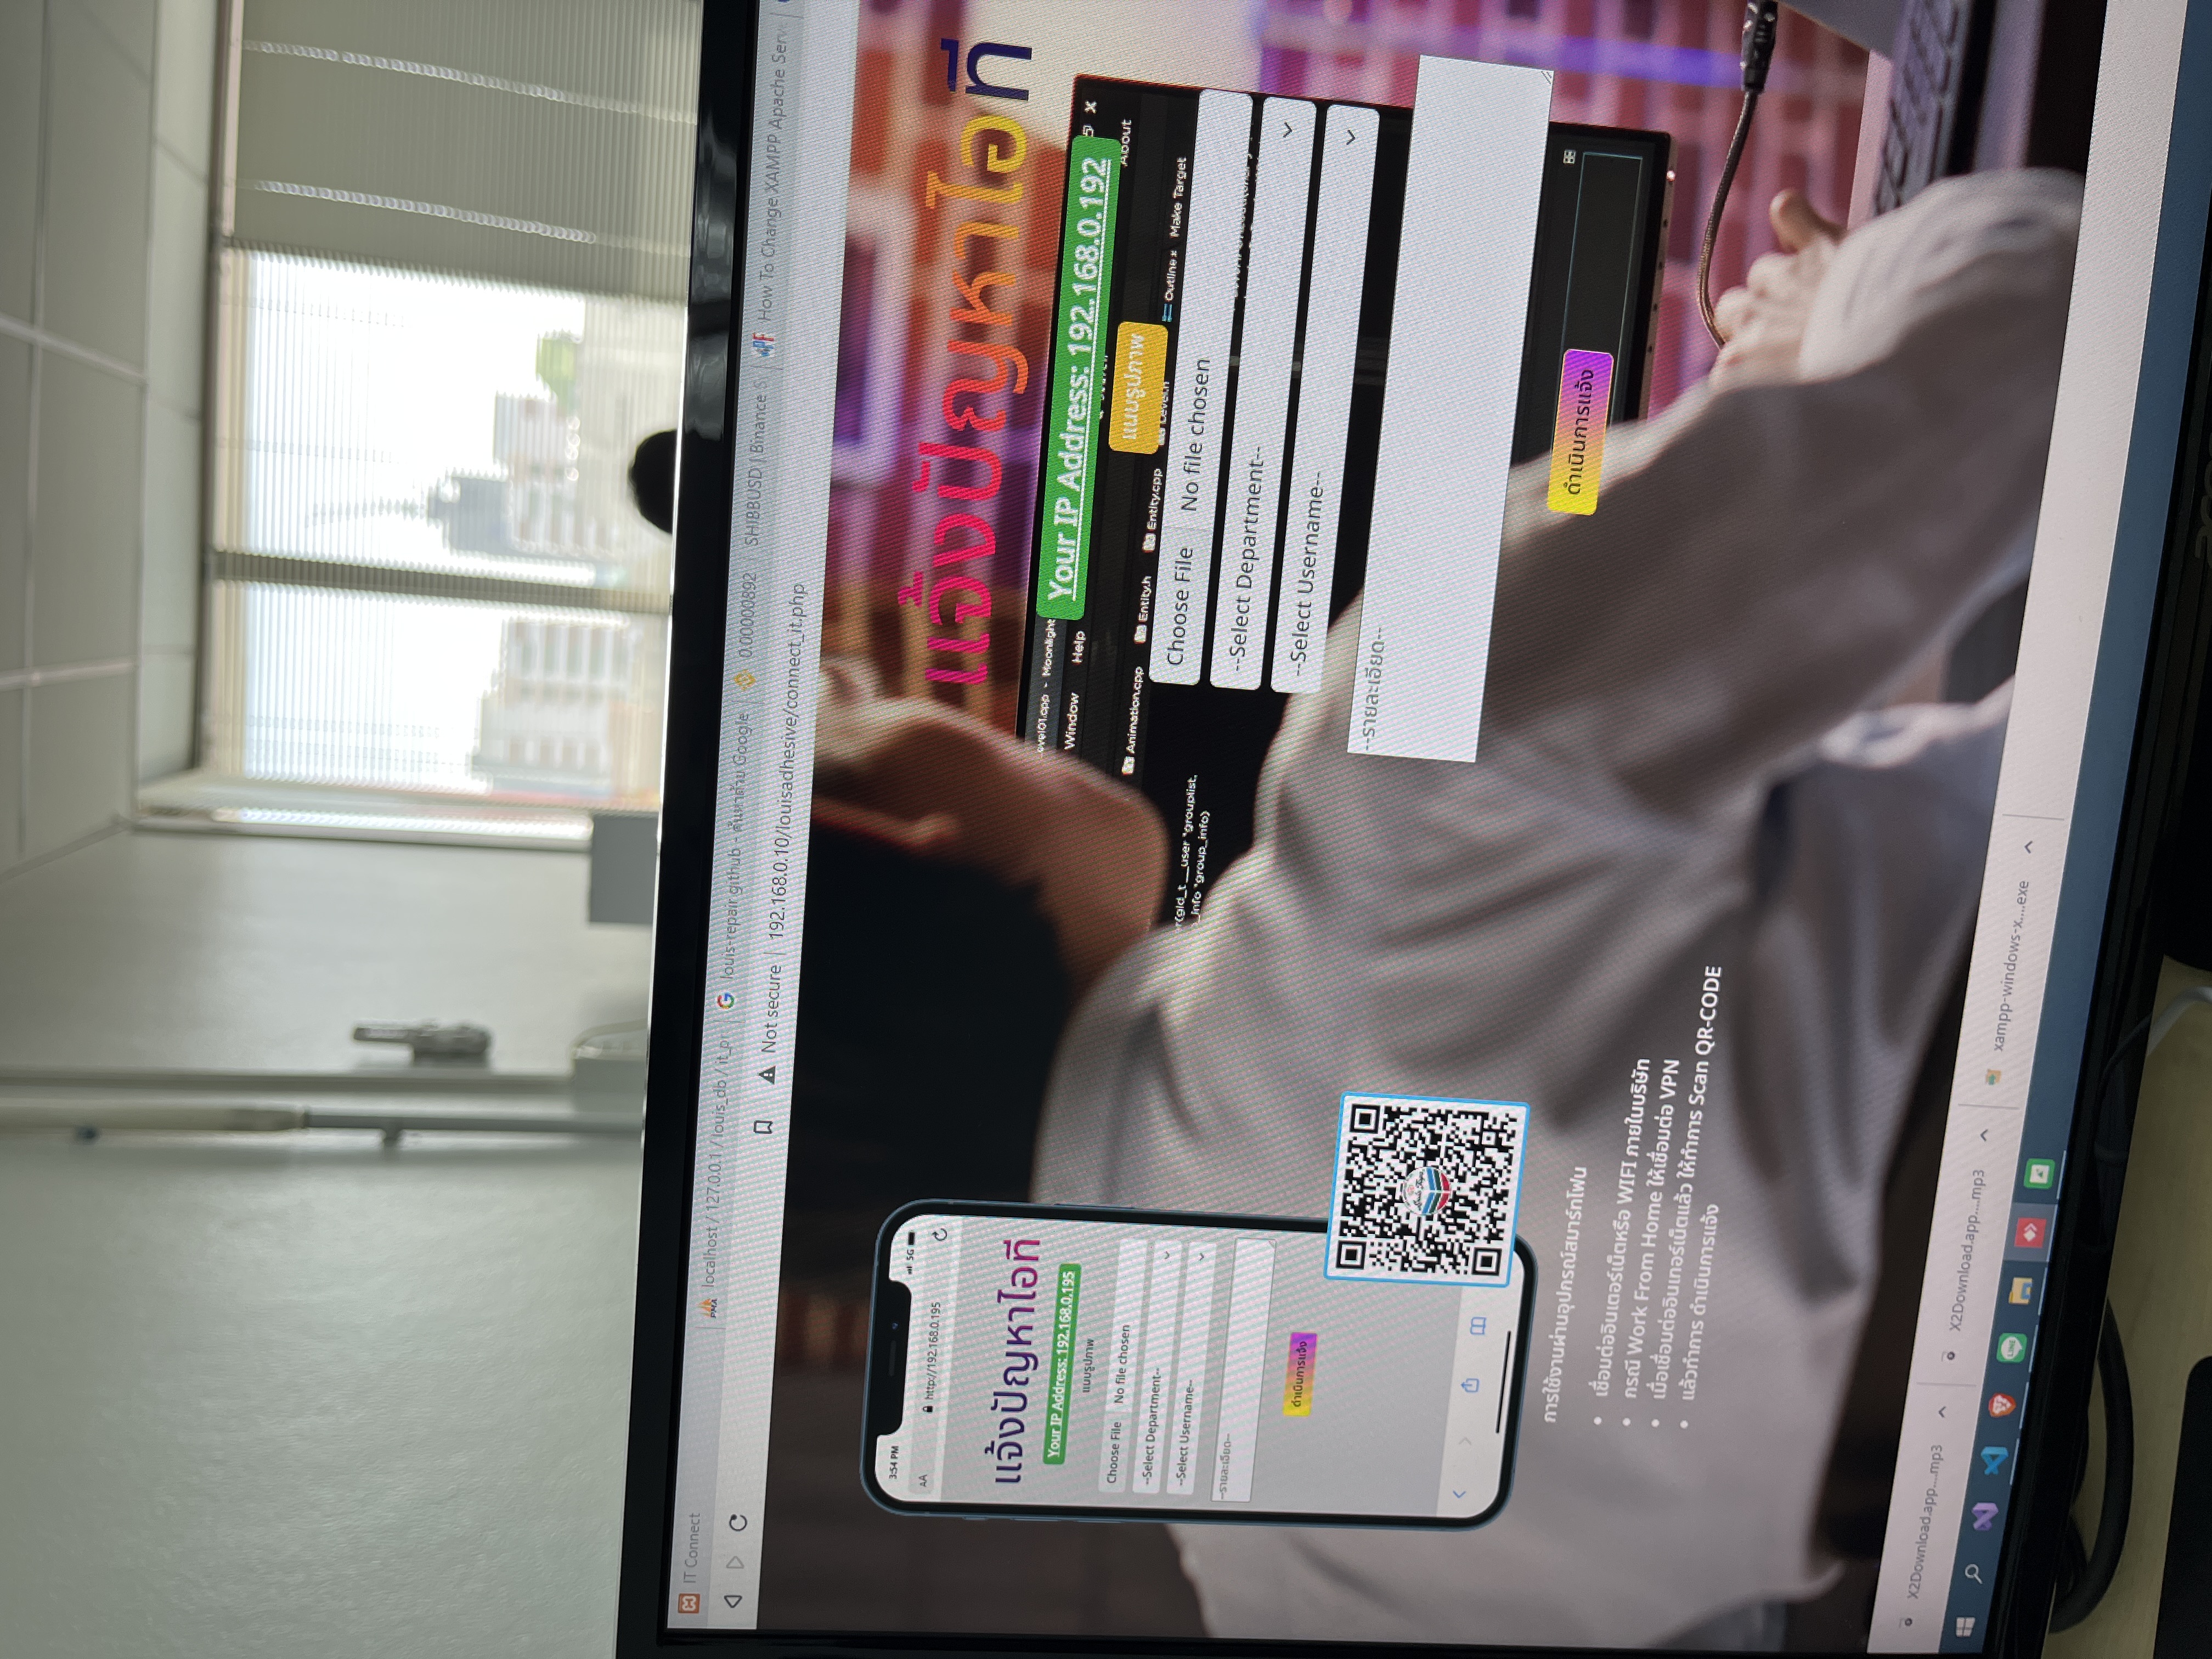 IT Connect
localhost / 127.0.0.1 / louis_db / it_pr
louis-repair github - ค้นหาด้วย Google
0.00000892
SHIBBUSD | Binance S
How To Change XAMPP Apache Serve
Not secure
192.168.0.10/louisadhesive/connect_it.php
3:54 PM
5G
AA
http://192.168.0.195
แจ้งปัญหาไอที
Your IP Address: 192.168.0.195
แนบรูปภาพ
Choose File No file chosen
--Select Department--
--Select Username--
--รายละเอียด--
ดำเนินการแจ้ง
Louis Tape
การใช้งานผ่านอุปกรณ์สมาร์ทโฟน
• เชื่อมต่ออินเตอร์เน็ตหรือ WIFI ภายในบริษัท
• กรณี Work From Home ให้เชื่อมต่อ VPN
• เมื่อเชื่อมต่ออินเทอร์เน็ตแล้ว ให้ทำการ Scan QR-CODE
• แล้วทำการ ดำเนินการแจ้ง
แจ้งปัญหาไอที
evel01.cpp - Moonlight
Your IP Address: 192.168.0.192
Window Help
About
แนบรูปภาพ
Animation.cpp Entity.h Entity.cpp Level.h Outline x Make Target
r(gid_t __user *grouplist,
_info *group_info)
Choose File No file chosen
--Select Department--
--Select Username--
--รายละเอียด--
ดำเนินการแจ้ง
X2Download.app....mp3
X2Download.app....mp3
xampp-windows-x....exe
LINE
acer